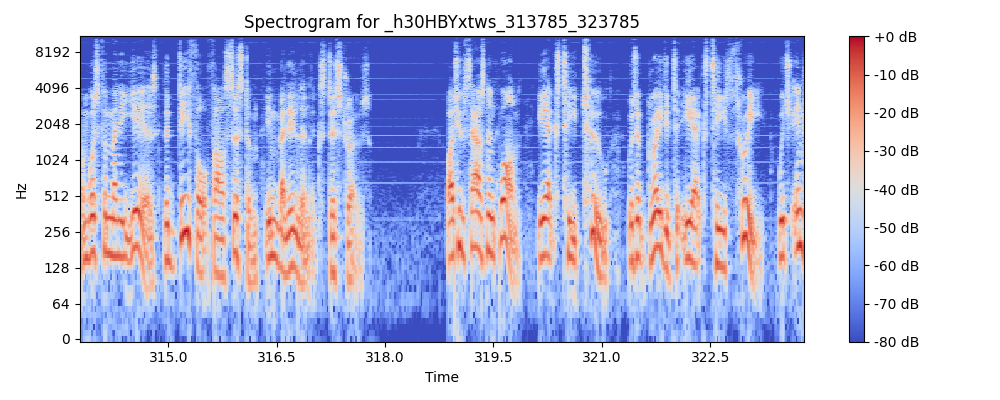 Spectrogram for _h30HBYxtws_313785_323785
8192
4096
2048
1024
512
256
128
64
0
Hz
315.0
316.5
318.0
319.5
321.0
322.5
Time
+0 dB
-10 dB
-20 dB
-30 dB
-40 dB
-50 dB
-60 dB
-70 dB
-80 dB